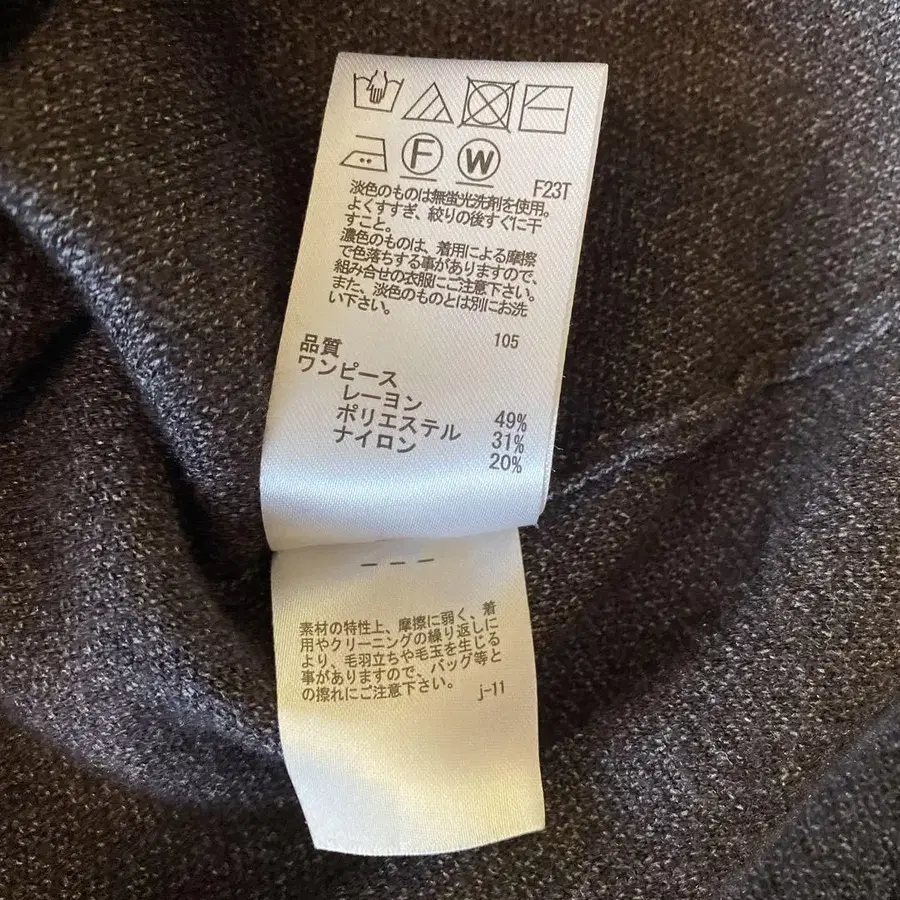 F W
F23T
淡色のものは無蛍光洗剤を使用。
よくすすぎ、絞りの後すぐに干
すこと。
濃色のものは、着用による摩擦
で色落ちする事がありますので、
組み合せの衣服にご注意下さい。
また、淡色のものとは別にお洗
い下さい。
105
品質
ワンピース
レーヨン 49%
ポリエステル 31%
ナイロン 20%
---
素材の特性上、摩擦に弱く、着
用やクリーニングの繰り返しに
より、毛羽立ちや毛玉を生じる
事がありますので、バッグ等と
の擦れにご注意下さい。
j-11